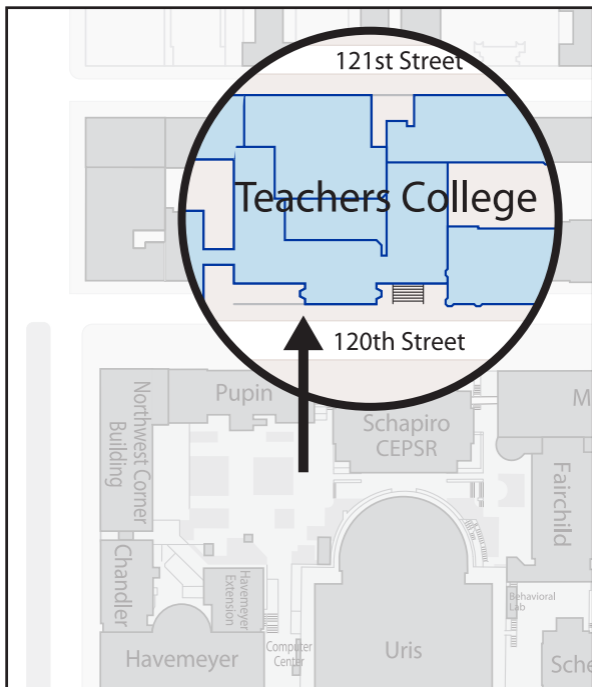 121st Street
Teachers College
120th Street
Pupin
Northwest Corner
Building
Schapiro
CEPSR
M
Fairchild
Chandler
Havemeyer
Extension
Behavioral
Lab
Havemeyer
Computer
Center
Uris
Sche